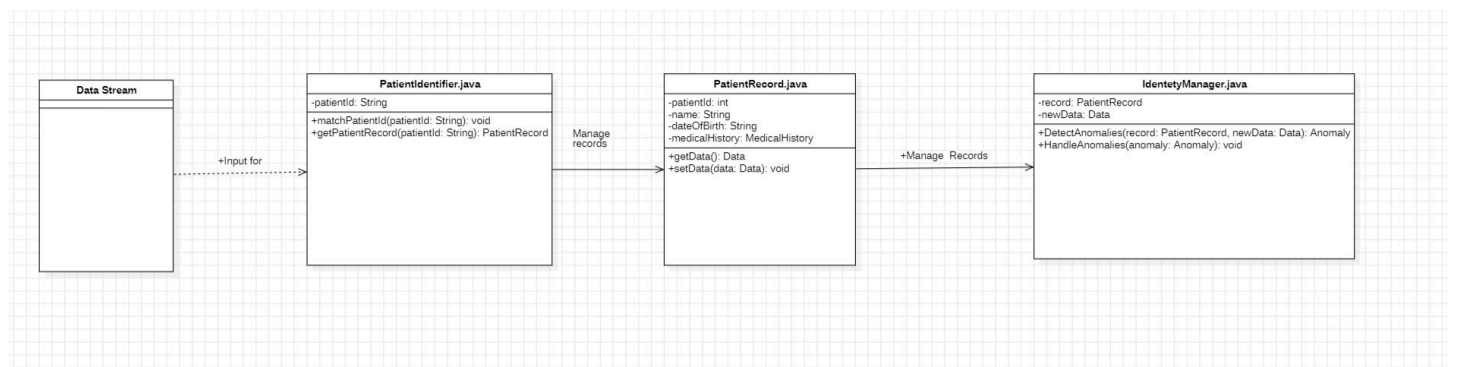 Data Stream
+Input for
PatientIdentifier.java
-patientId: String
+matchPatientId(patientId: String): void
+getPatientRecord(patientId: String): PatientRecord
Manage
records
PatientRecord.java
-patientId: int
-name: String
-dateOfBirth: String
-medicalHistory: MedicalHistory
+getData(): Data
+setData(data: Data): void
+Manage Records
IdentetyManager.java
-record: PatientRecord
-newData: Data
+DetectAnomalies(record: PatientRecord, newData: Data): Anomaly
+HandleAnomalies(anomaly: Anomaly): void